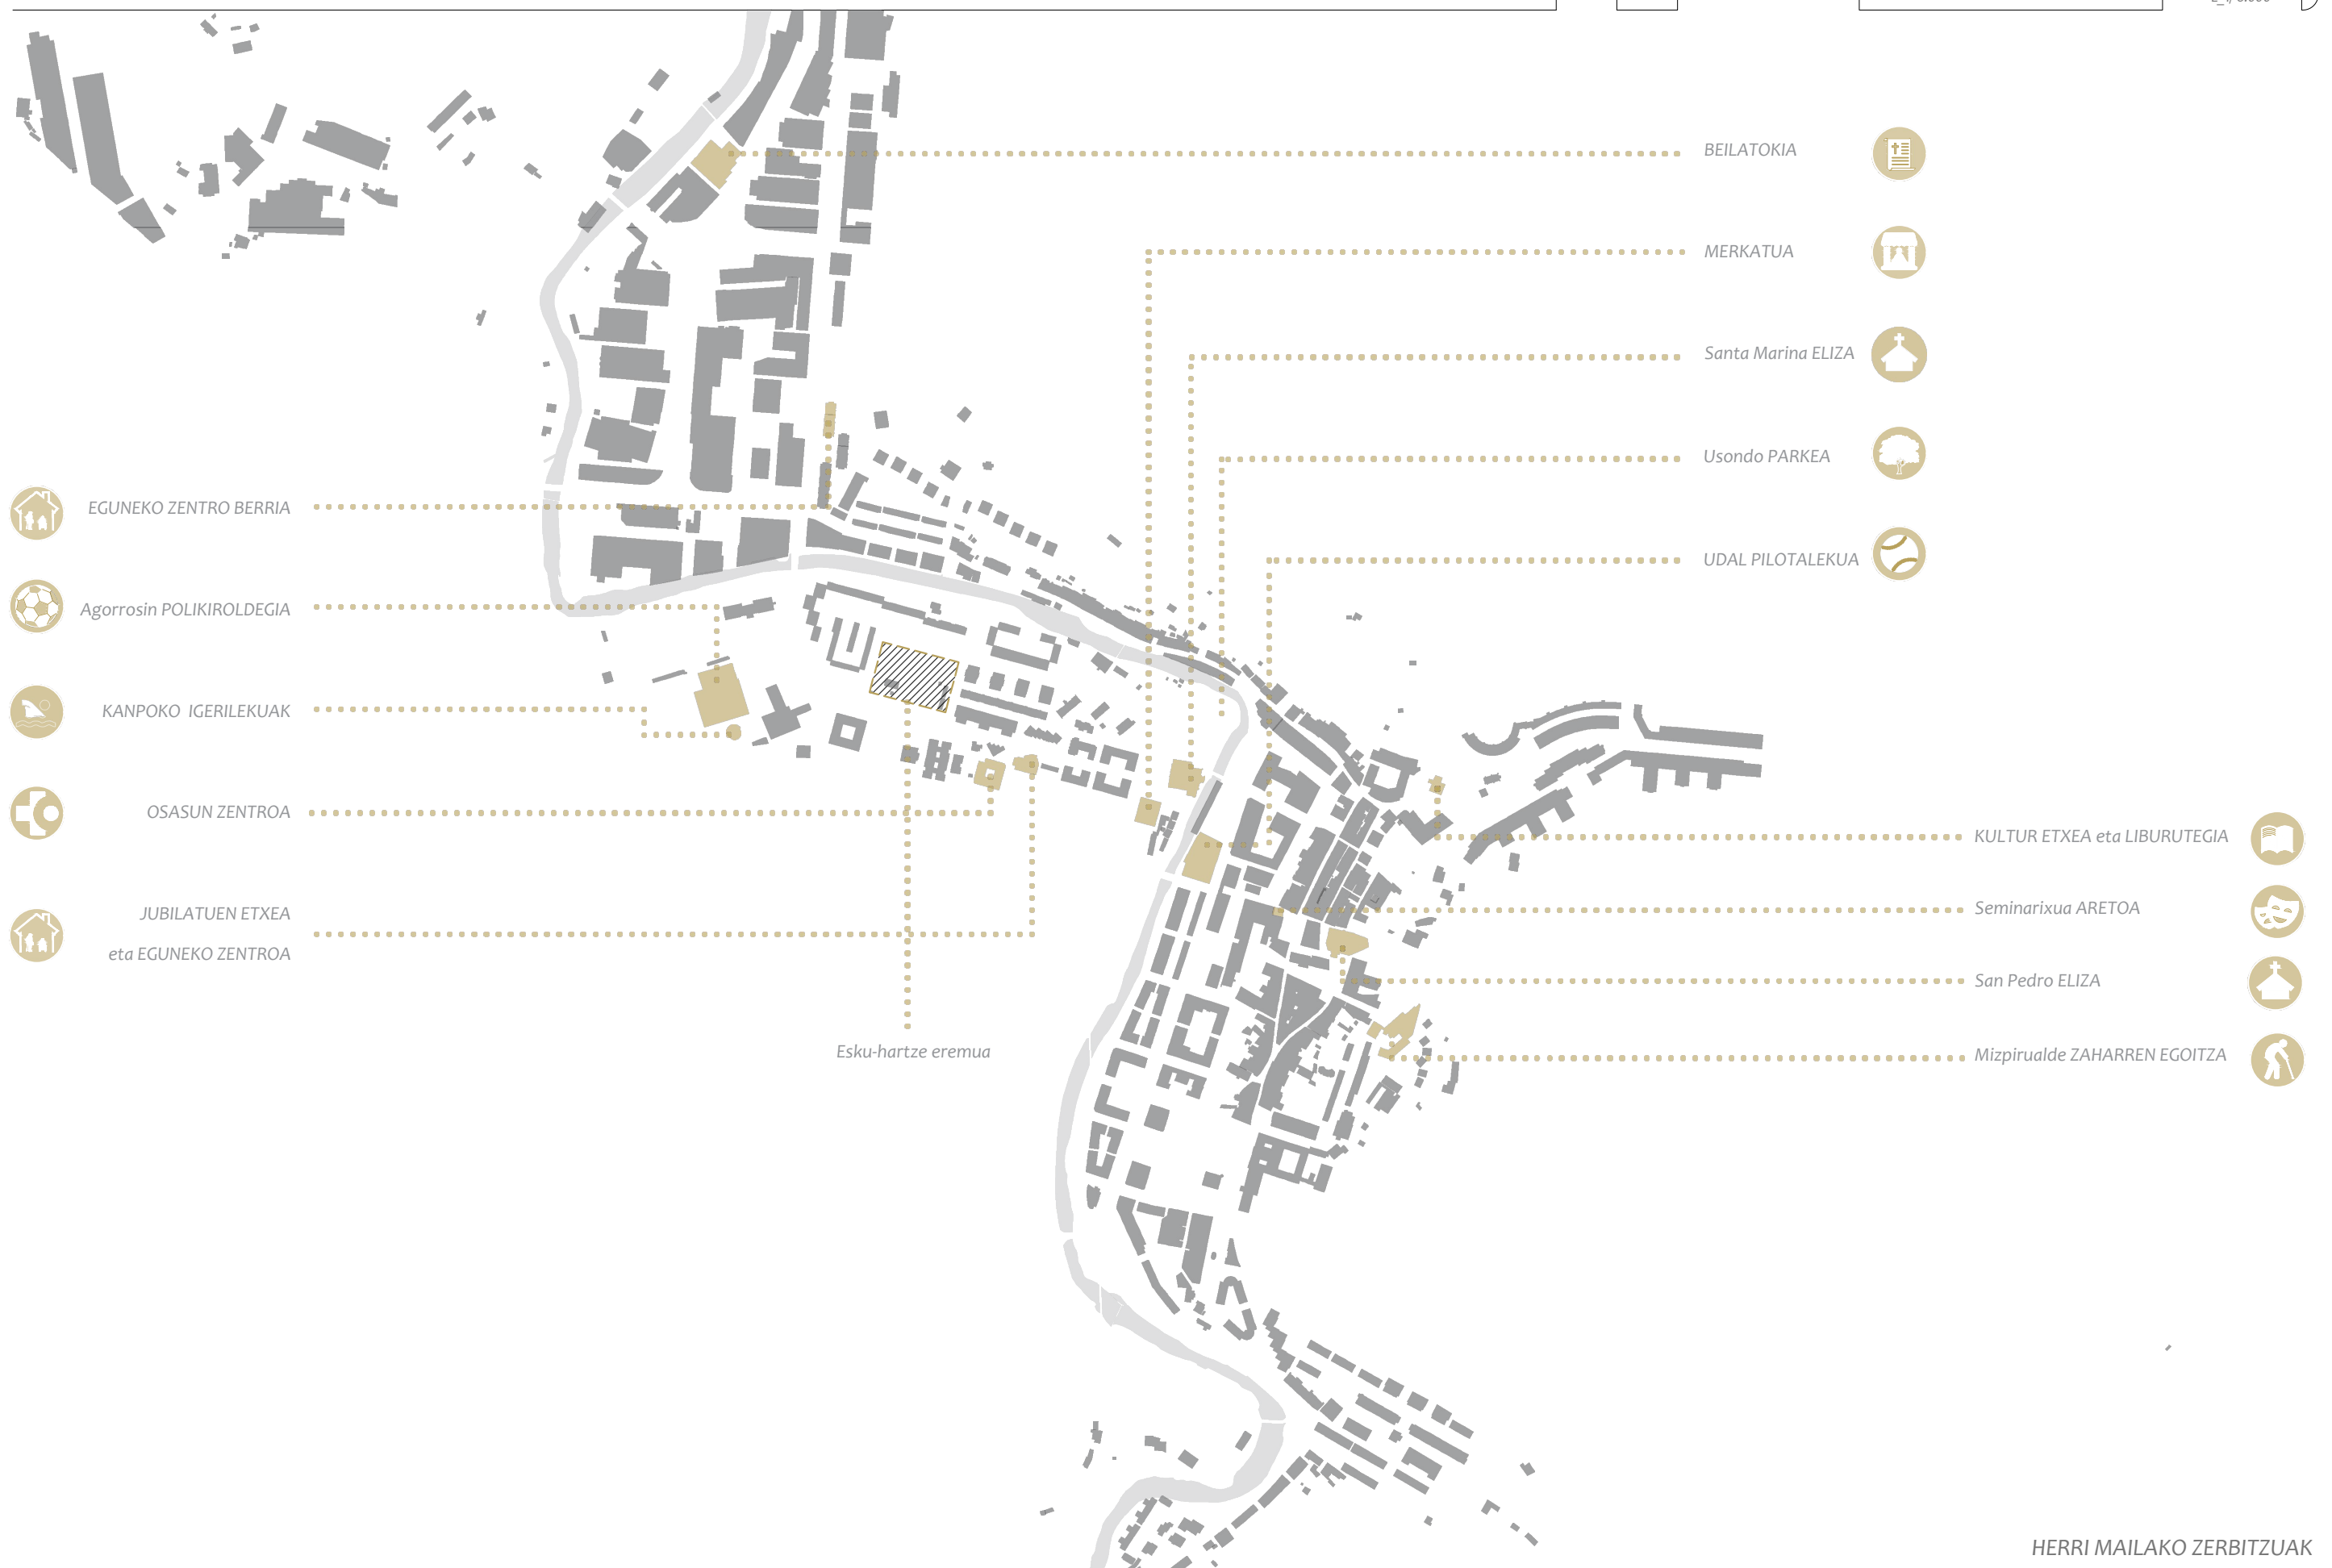 BEILATOKIA
MERKATUA
Santa Marina ELIZA
Usondo PARKEA
UDAL PILOTALEKUA
EGUNEKO ZENTRO BERRIA
Agorrosin POLIKIROLDEGIA
KANPOKO IGERILEKUAK
OSASUN ZENTROA
JUBILATUEN ETXEA
eta EGUNEKO ZENTROA
Esku-hartze eremua
KULTUR ETXEA eta LIBURUTEGIA
Seminarixua ARETOA
San Pedro ELIZA
Mizpirualde ZAHARREN EGOITZA
HERRI MAILAKO ZERBITZUAK